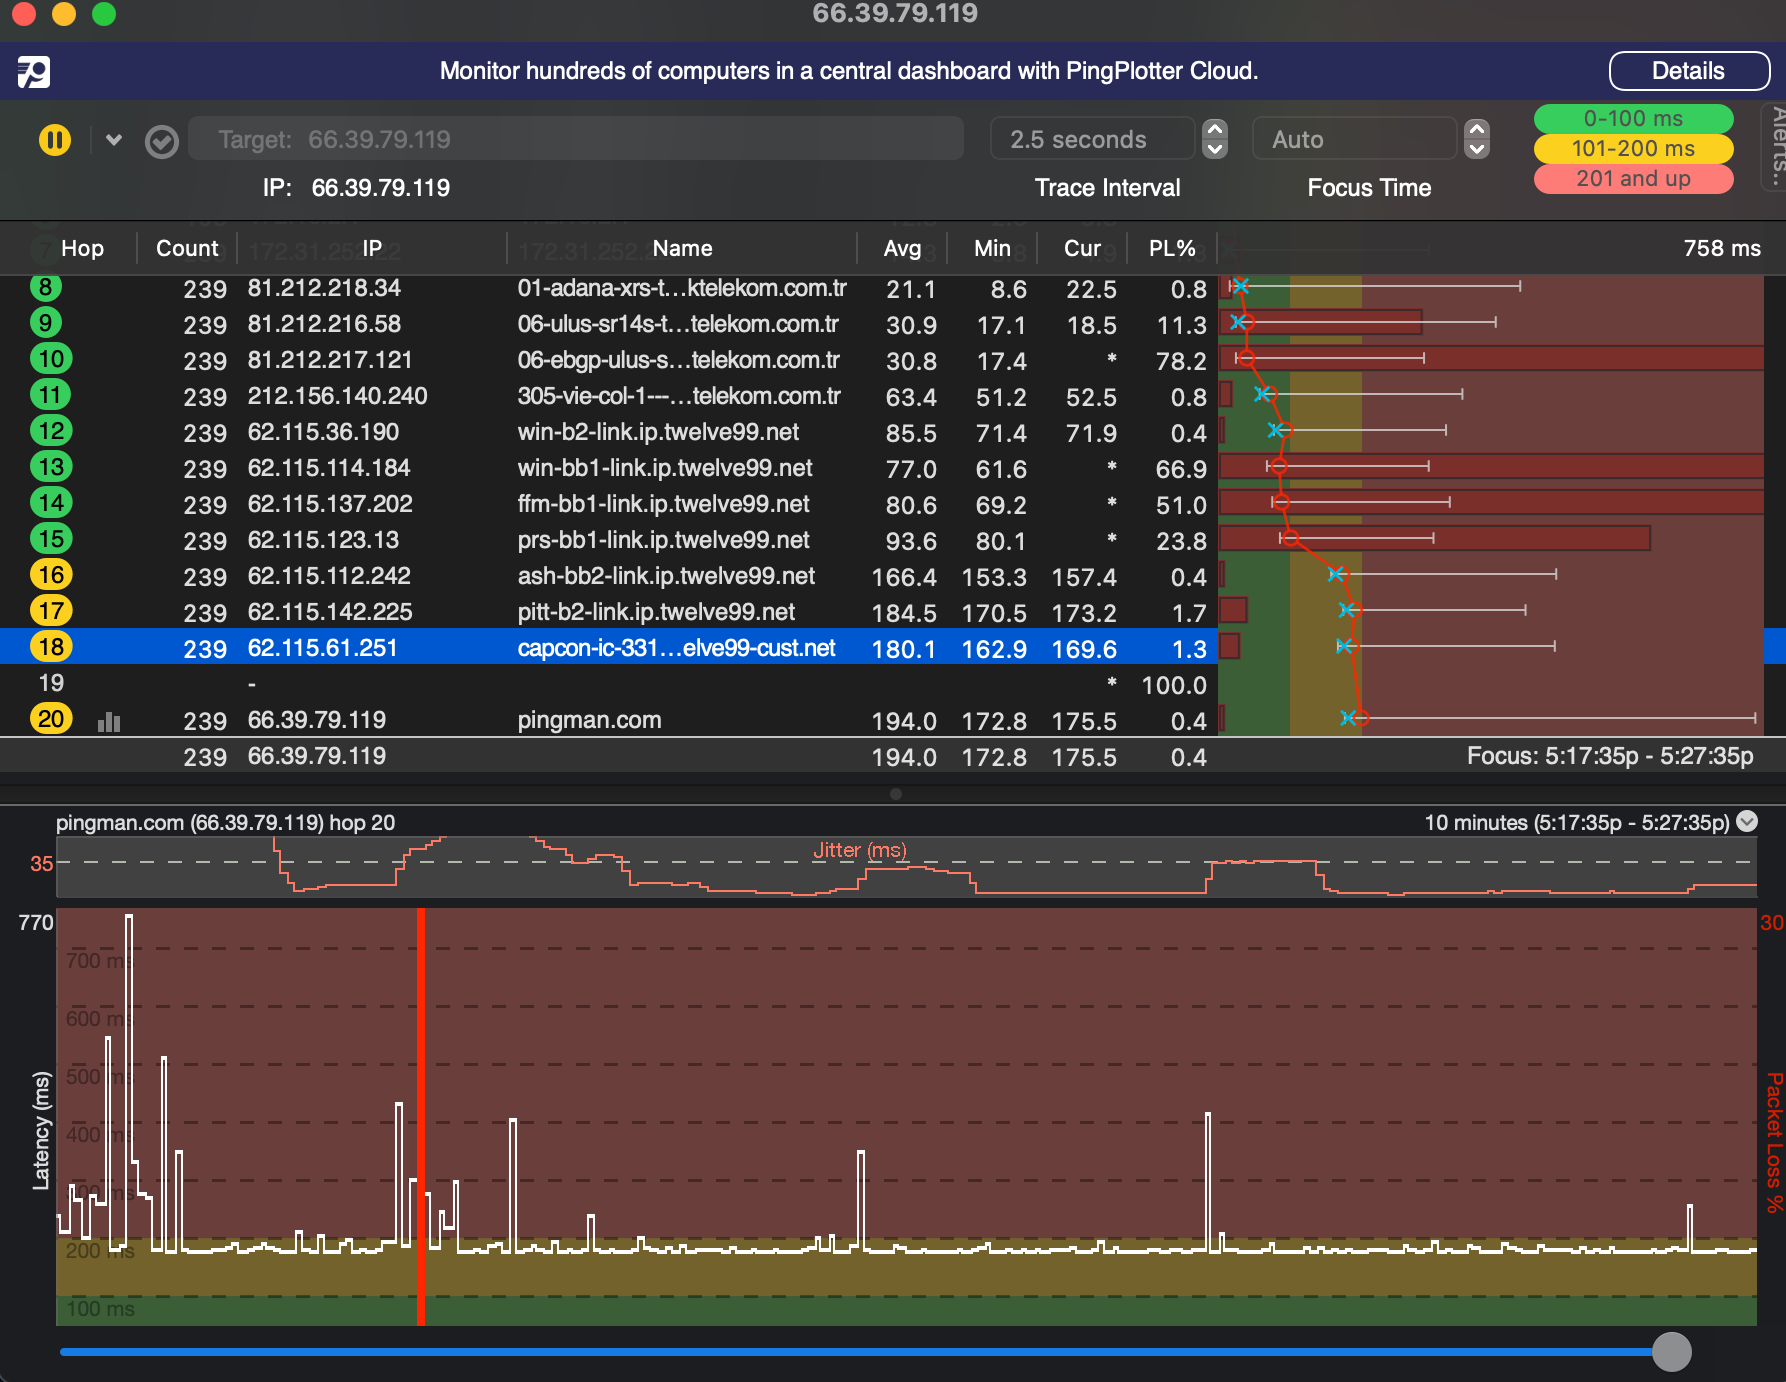 66.39.79.119
Monitor hundreds of computers in a central dashboard with PingPlotter Cloud.
Details
Target: 66.39.79.119
2.5 seconds
Auto
0-100 ms
101-200 ms
201 and up
Alerts...
IP: 66.39.79.119
Trace Interval
Focus Time
Hop Count IP Name Avg Min Cur PL% 758 ms
7 172.31.252.22
8 239 81.212.218.34 01-adana-xrs-t...ktelekom.com.tr 21.1 8.6 22.5 0.8
9 239 81.212.216.58 06-ulus-sr14s-t...telekom.com.tr 30.9 17.1 18.5 11.3
10 239 81.212.217.121 06-ebgp-ulus-s...telekom.com.tr 30.8 17.4 * 78.2
11 239 212.156.140.240 305-vie-col-1---...telekom.com.tr 63.4 51.2 52.5 0.8
12 239 62.115.36.190 win-b2-link.ip.twelve99.net 85.5 71.4 71.9 0.4
13 239 62.115.114.184 win-bb1-link.ip.twelve99.net 77.0 61.6 * 66.9
14 239 62.115.137.202 ffm-bb1-link.ip.twelve99.net 80.6 69.2 * 51.0
15 239 62.115.123.13 prs-bb1-link.ip.twelve99.net 93.6 80.1 * 23.8
16 239 62.115.112.242 ash-bb2-link.ip.twelve99.net 166.4 153.3 157.4 0.4
17 239 62.115.142.225 pitt-b2-link.ip.twelve99.net 184.5 170.5 173.2 1.7
18 239 62.115.61.251 capcon-ic-331...elve99-cust.net 180.1 162.9 169.6 1.3
19 - * 100.0
20 239 66.39.79.119 pingman.com 194.0 172.8 175.5 0.4
239 66.39.79.119 194.0 172.8 175.5 0.4 Focus: 5:17:35p - 5:27:35p
pingman.com (66.39.79.119) hop 20 10 minutes (5:17:35p - 5:27:35p)
35 Jitter (ms)
770 30
700 ms
600 ms
500 ms
400 ms
300 ms
200 ms
100 ms
Latency (ms)
Packet Loss %